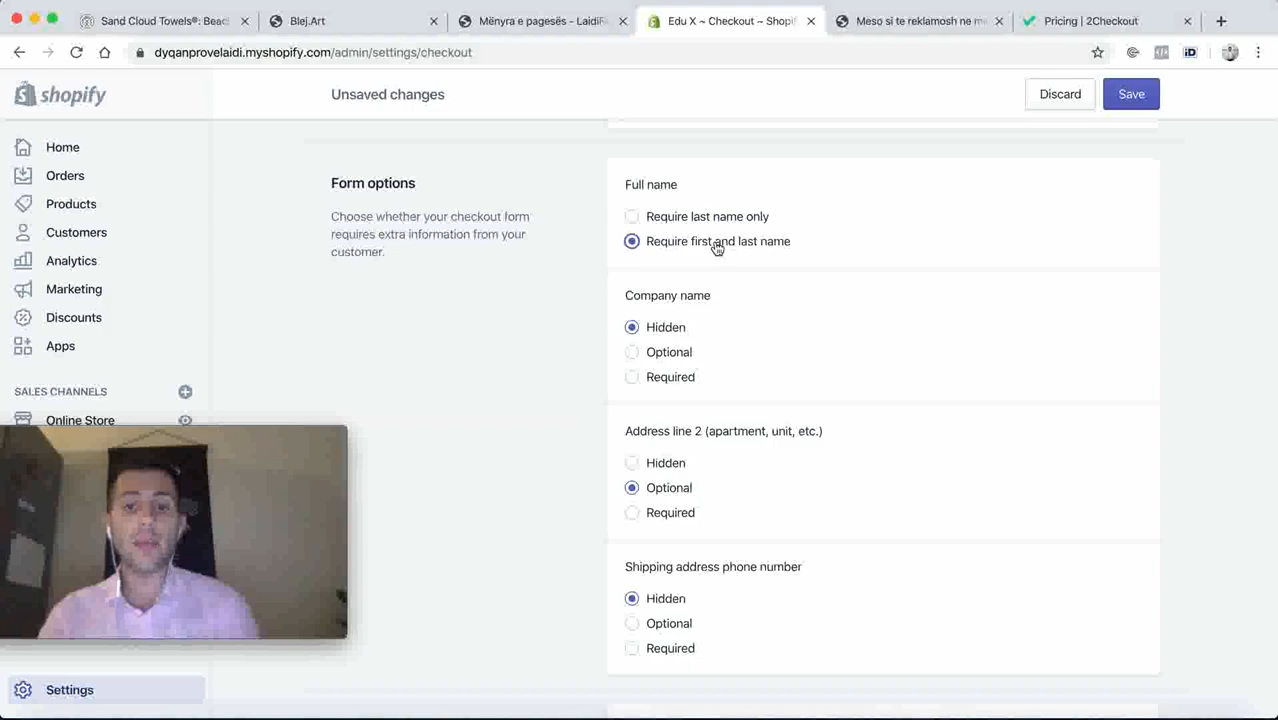 Sand Cloud Towels®: Beac
Blej.Art
Mënyra e pagesës - LaidiF
Edu X ~ Checkout ~ Shopif
Meso si te reklamosh ne m
Pricing | 2Checkout
dyqanprovelaidi.myshopify.com/admin/settings/checkout
shopify
Unsaved changes
Discard
Save
Home
Orders
Products
Customers
Analytics
Marketing
Discounts
Apps
SALES CHANNELS
Online Store
Settings
Form options
Choose whether your checkout form
requires extra information from your
customer.
Full name
Require last name only
Require first and last name
Company name
Hidden
Optional
Required
Address line 2 (apartment, unit, etc.)
Hidden
Optional
Required
Shipping address phone number
Hidden
Optional
Required